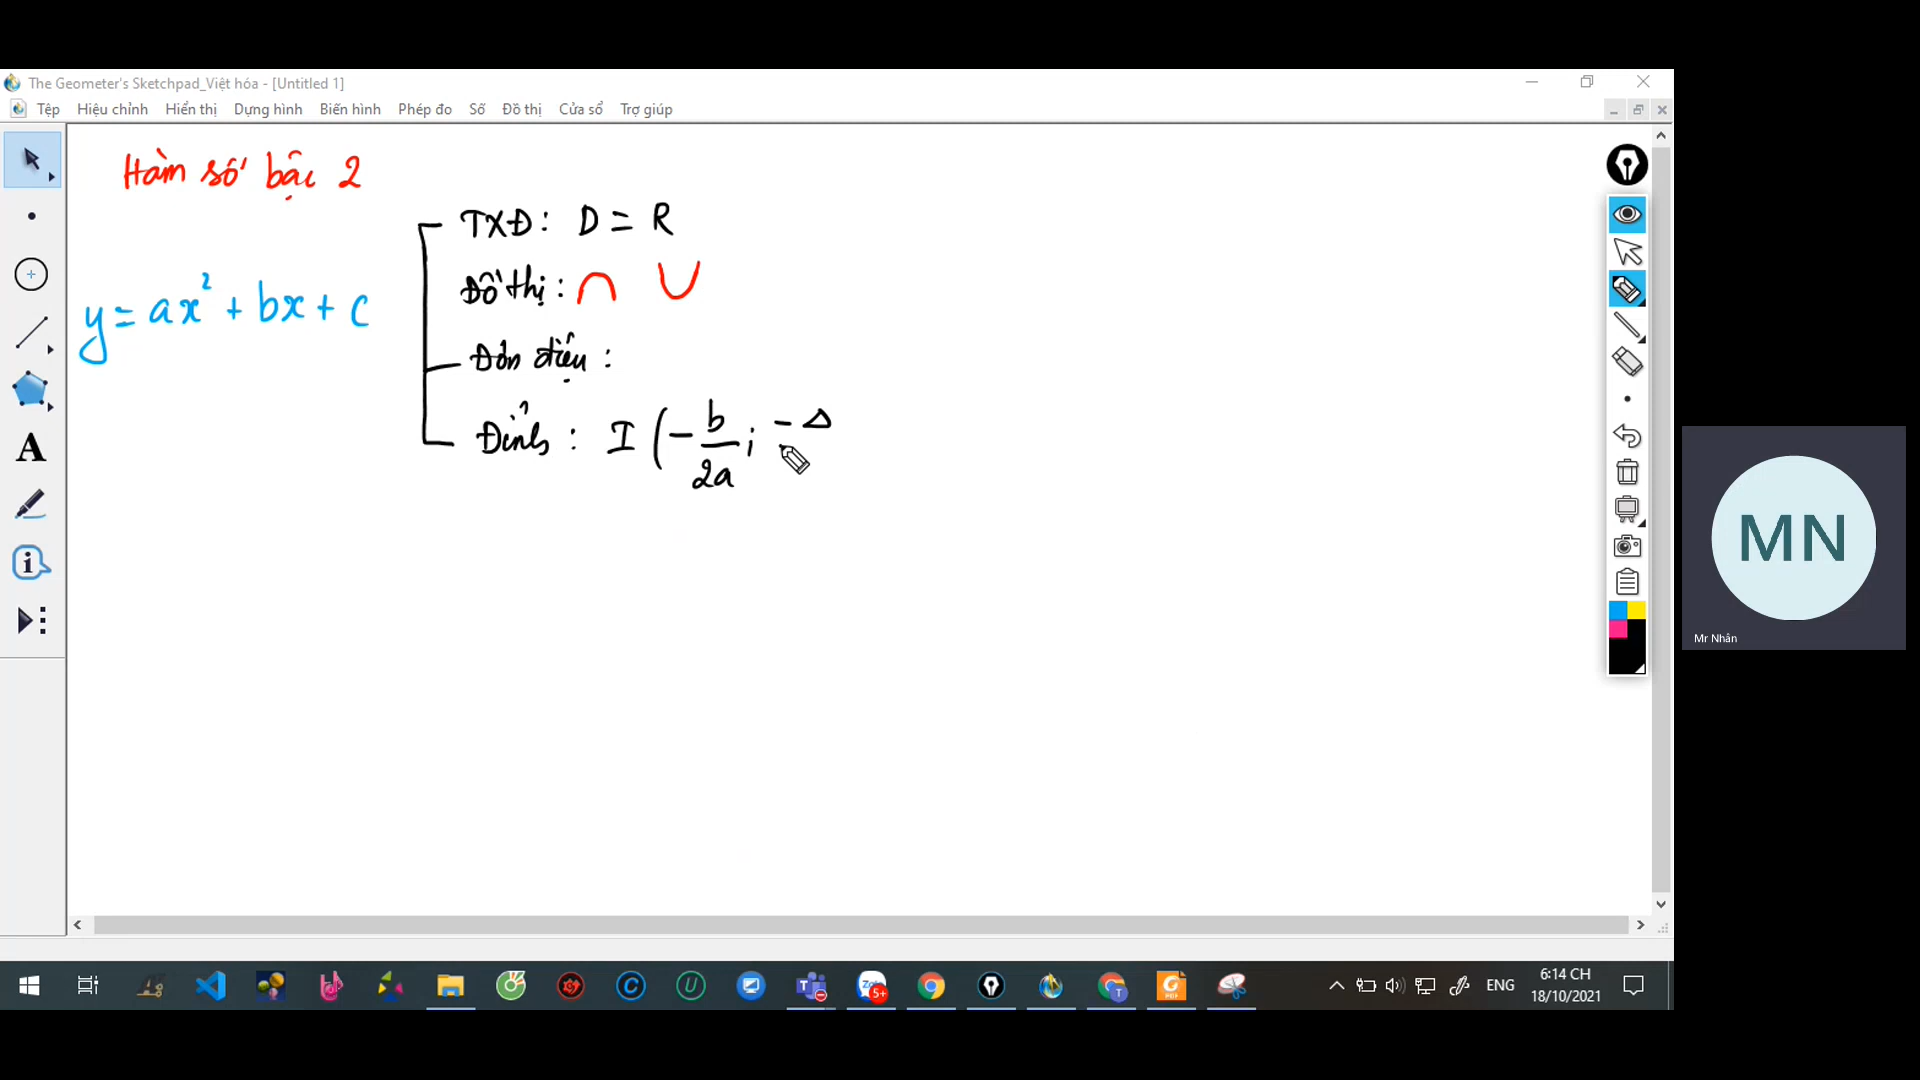 The Geometer's Sketchpad_Việt hóa - [Untitled 1]
Tệp Hiệu chỉnh Hiển thị Dựng hình Biến hình Phép đo Số Đồ thị Cửa sổ Trợ giúp
Hàm số bậc 2
TXĐ: D = R
y = ax² + bx + c
Đồ thị :
Đơn điệu :
Đỉnh : I (-b/2a ; -Δ
A
MN
Mr Nhân
5+
ENG
6:14 CH
18/10/2021